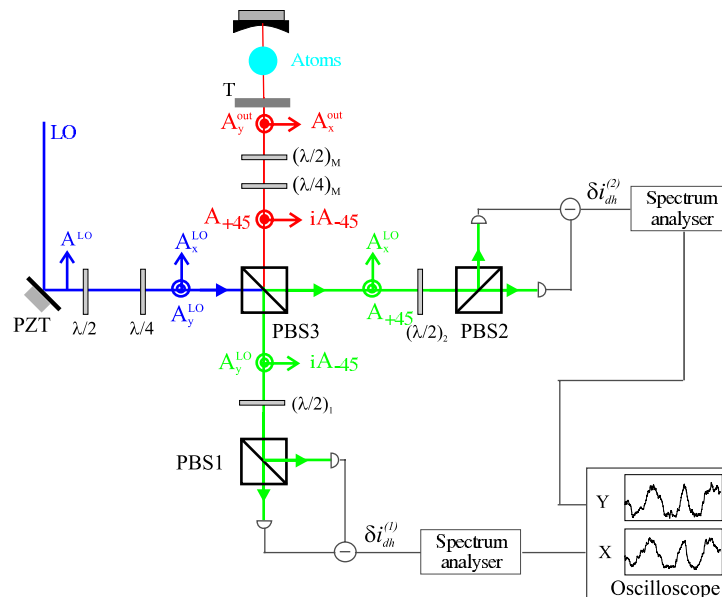 Atoms
T
A_y^out A_x^out
LO
(λ/2)_M
(λ/4)_M
δi_dh^(2)
Spectrum
analyser
A_+45 iA_-45
A^LO
A_x^LO
A_x^LO
A_y^LO
A_+45
PZT
λ/2
λ/4
PBS3
(λ/2)_2
PBS2
A_y^LO iA_-45
(λ/2)_1
PBS1
Y
δi_dh^(1)
Spectrum
analyser
X
Oscilloscope